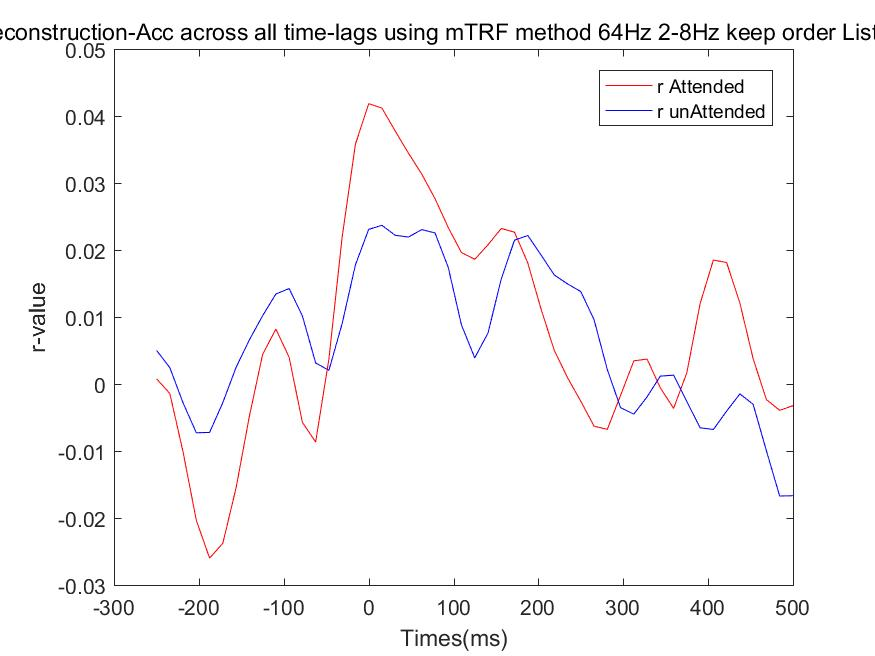 econstruction-Acc across all time-lags using mTRF method 64Hz 2-8Hz keep order List
0.05
0.04
0.03
0.02
0.01
0
-0.01
-0.02
-0.03
r-value
r Attended
r unAttended
-300 -200 -100 0 100 200 300 400 500
Times(ms)